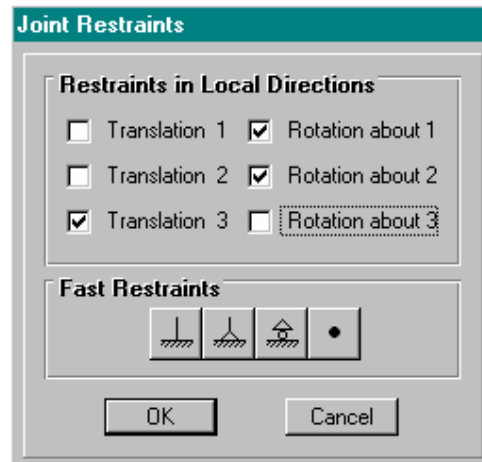 Joint Restraints
Restraints in Local Directions
Translation 1 Rotation about 1
Translation 2 Rotation about 2
Translation 3 Rotation about 3
Fast Restraints
OK Cancel